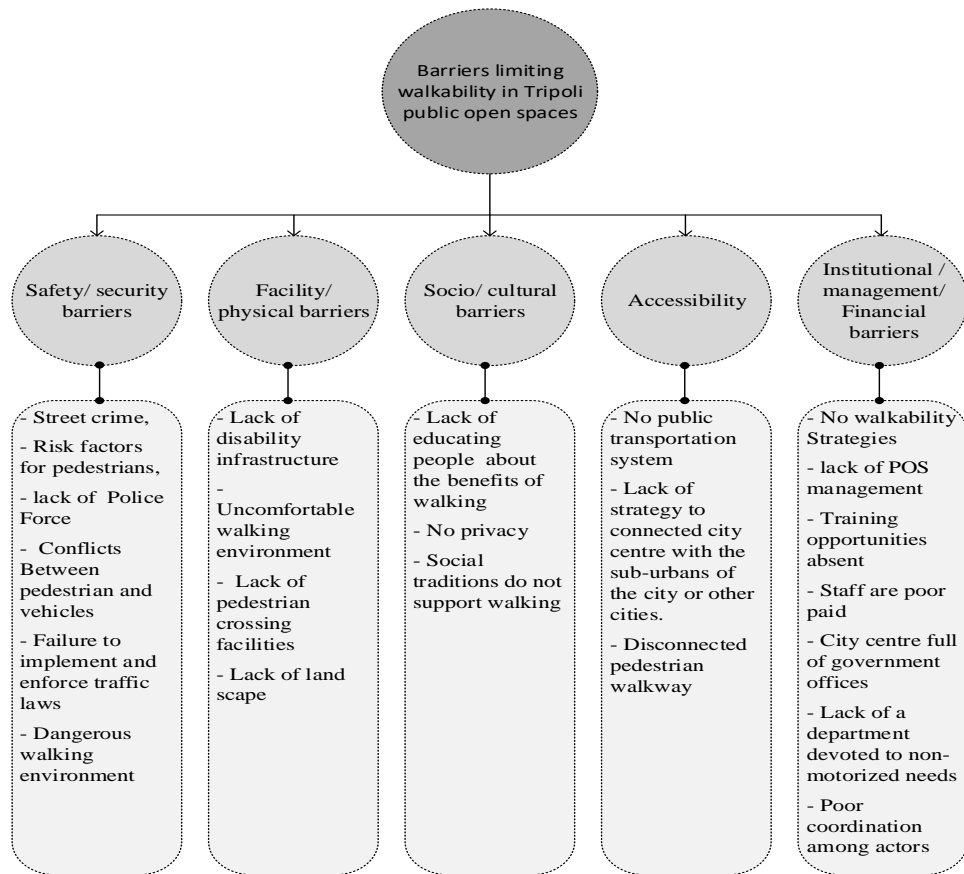 Barriers limiting
walkability in Tripoli
public open spaces
Safety/ security
barriers
Facility/
physical barriers
Socio/ cultural
barriers
Accessibility
Institutional /
management/
Financial
barriers
- Street crime,
- Risk factors
for pedestrians,
- lack of Police
Force
- Conflicts
Between
pedestrian and
vehicles
- Failure to
implement and
enforce traffic
laws
- Dangerous
walking
environment
- Lack of
disability
infrastructure
-
Uncomfortable
walking
environment
- Lack of
pedestrian
crossing
facilities
- Lack of land
scape
- Lack of
educating
people about
the benefits of
walking
- No privacy
- Social
traditions do not
support walking
- No public
transportation
system
- Lack of
strategy to
connected city
centre with the
sub-urbans of
the city or other
cities.
- Disconnected
pedestrian
walkway
- No walkability
Strategies
- lack of POS
management
- Training
opportunities
absent
- Staff are poor
paid
- City centre full
of government
offices
- Lack of a
department
devoted to non-
motorized needs
- Poor
coordination
among actors